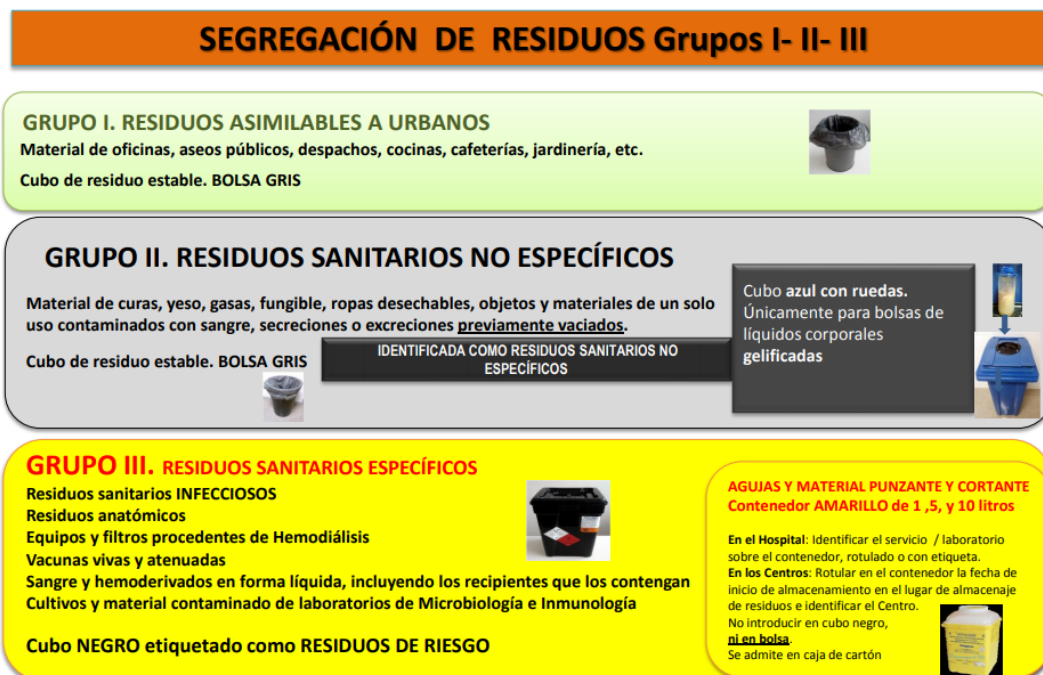 SEGREGACIÓN DE RESIDUOS Grupos I- II- III
GRUPO I. RESIDUOS ASIMILABLES A URBANOS
Material de oficinas, aseos públicos, despachos, cocinas, cafeterías, jardinería, etc.
Cubo de residuo estable. BOLSA GRIS
GRUPO II. RESIDUOS SANITARIOS NO ESPECÍFICOS
Material de curas, yeso, gasas, fungible, ropas desechables, objetos y materiales de un solo
uso contaminados con sangre, secreciones o excreciones previamente vaciados.
Cubo de residuo estable. BOLSA GRIS
IDENTIFICADA COMO RESIDUOS SANITARIOS NO
ESPECÍFICOS
Cubo azul con ruedas.
Únicamente para bolsas de
líquidos corporales
gelificadas
GRUPO III. RESIDUOS SANITARIOS ESPECÍFICOS
Residuos sanitarios INFECCIOSOS
Residuos anatómicos
Equipos y filtros procedentes de Hemodiálisis
Vacunas vivas y atenuadas
Sangre y hemoderivados en forma líquida, incluyendo los recipientes que los contengan
Cultivos y material contaminado de laboratorios de Microbiología e Inmunología
Cubo NEGRO etiquetado como RESIDUOS DE RIESGO
AGUJAS Y MATERIAL PUNZANTE Y CORTANTE
Contenedor AMARILLO de 1 ,5, y 10 litros
En el Hospital: Identificar el servicio / laboratorio
sobre el contenedor, rotulado o con etiqueta.
En los Centros: Rotular en el contenedor la fecha de
inicio de almacenamiento en el lugar de almacenaje
de residuos e identificar el Centro.
No introducir en cubo negro,
ni en bolsa.
Se admite en caja de cartón